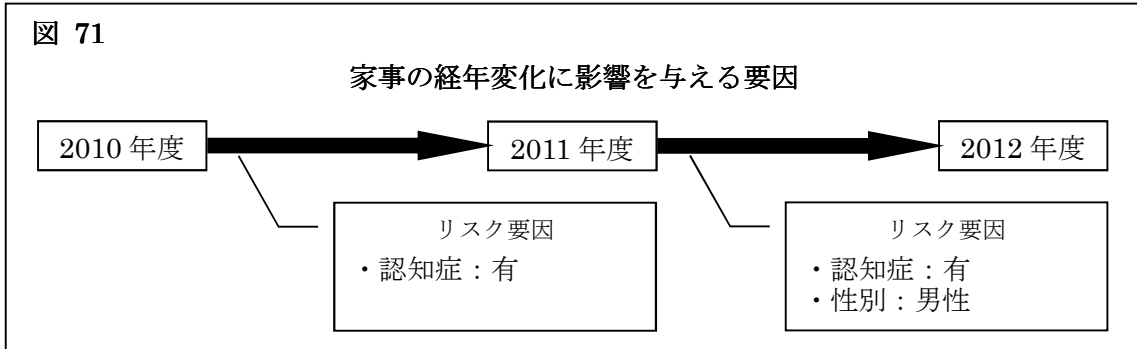 図 71
家事の経年変化に影響を与える要因
2010 年度
2011 年度
2012 年度
リスク要因
・認知症：有
リスク要因
・認知症：有
・性別：男性